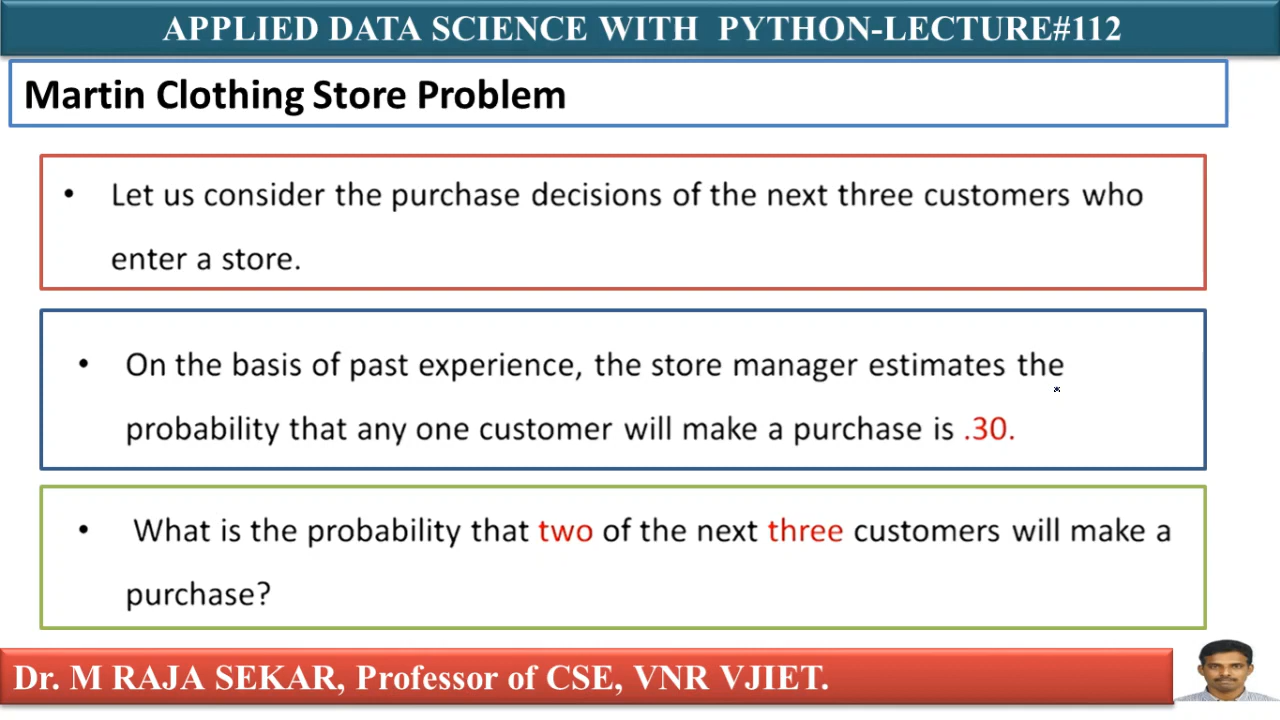 APPLIED DATA SCIENCE WITH PYTHON-LECTURE#112
Martin Clothing Store Problem
• Let us consider the purchase decisions of the next three customers who
enter a store.
• On the basis of past experience, the store manager estimates the
probability that any one customer will make a purchase is .30.
• What is the probability that two of the next three customers will make a
purchase?
Dr. M RAJA SEKAR, Professor of CSE, VNR VJIET.